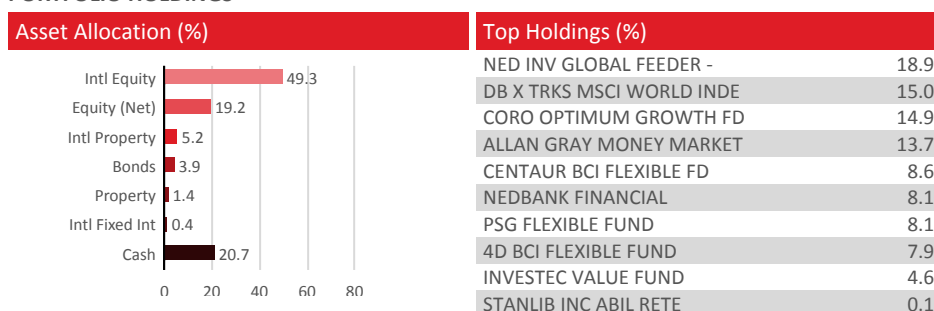 PORTFOLIO HOLDINGS
Asset Allocation (%)
Intl Equity 49.3
Equity (Net) 19.2
Intl Property 5.2
Bonds 3.9
Property 1.4
Intl Fixed Int 0.4
Cash 20.7
0 20 40 60 80
Top Holdings (%)
NED INV GLOBAL FEEDER - 18.9
DB X TRKS MSCI WORLD INDE 15.0
CORO OPTIMUM GROWTH FD 14.9
ALLAN GRAY MONEY MARKET 13.7
CENTAUR BCI FLEXIBLE FD 8.6
NEDBANK FINANCIAL 8.1
PSG FLEXIBLE FUND 8.1
4D BCI FLEXIBLE FUND 7.9
INVESTEC VALUE FUND 4.6
STANLIB INC ABIL RETE 0.1